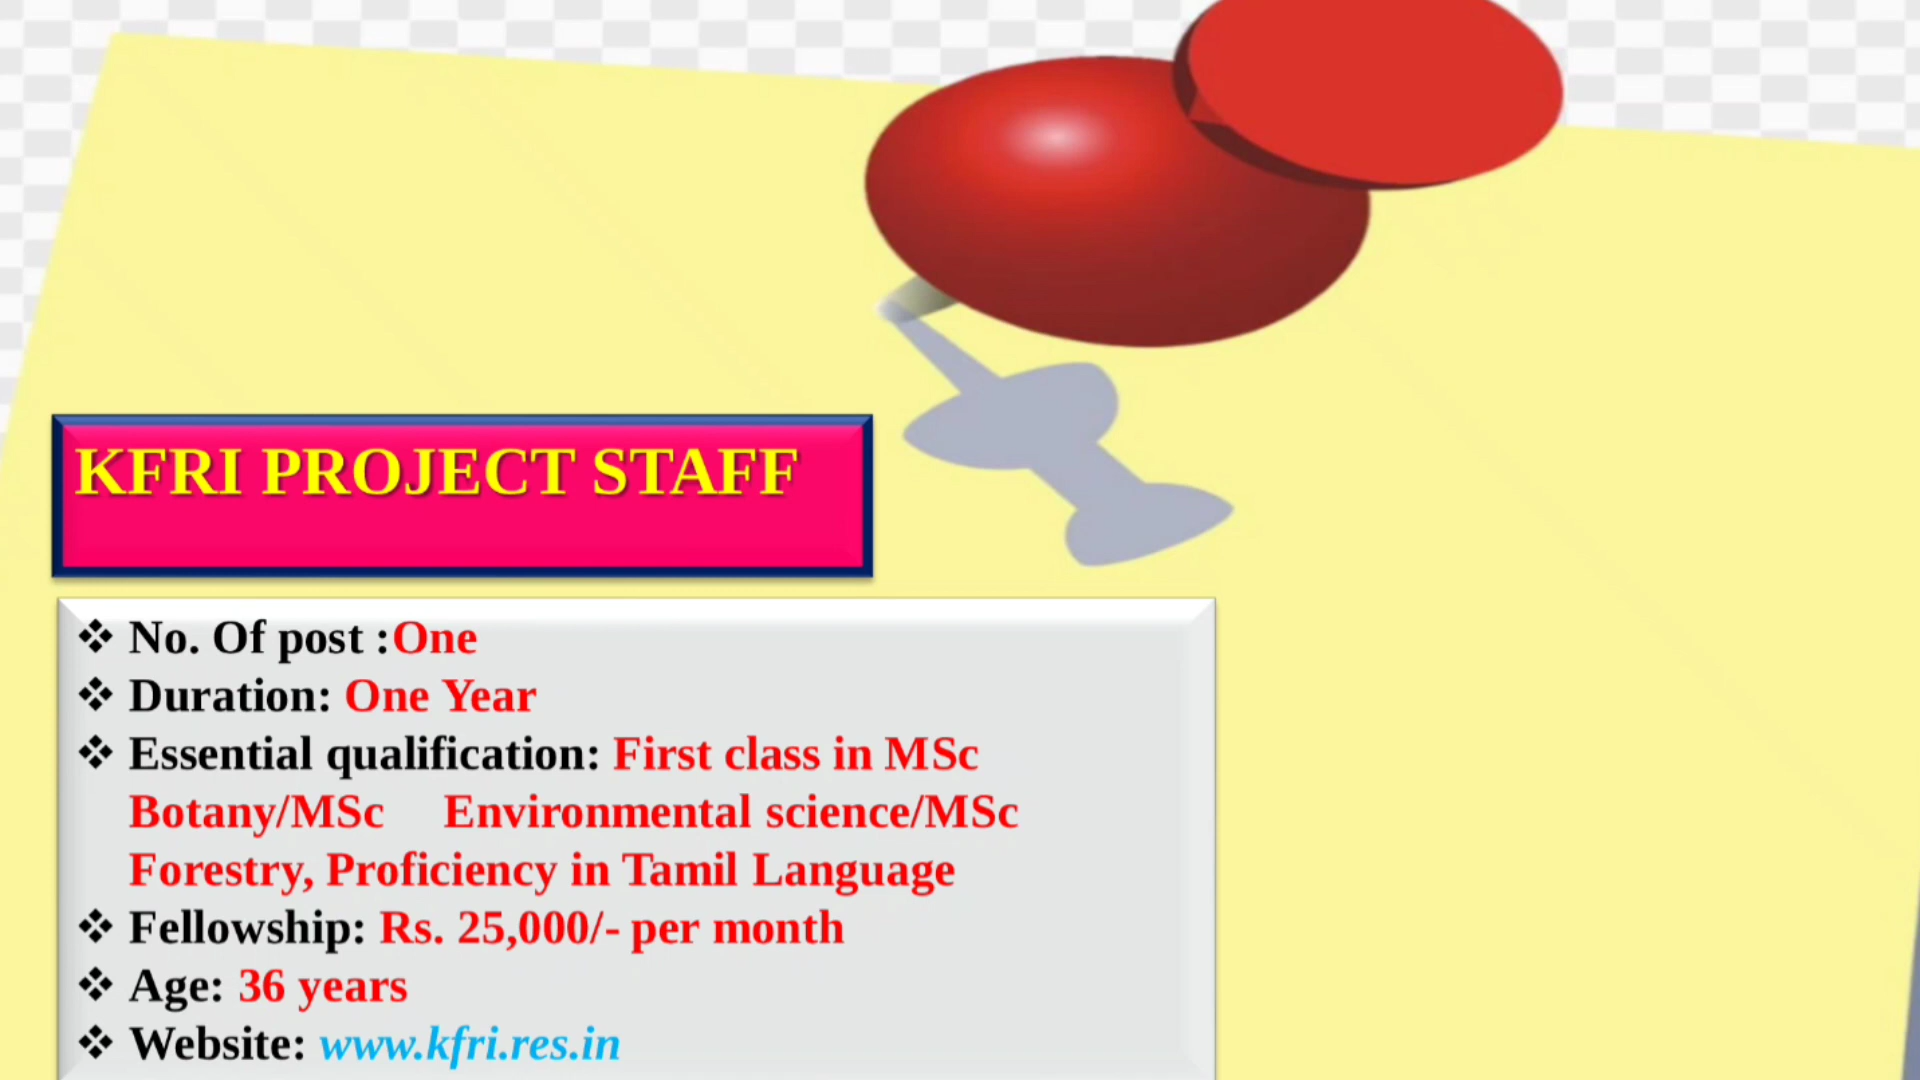 KFRI PROJECT STAFF
❖ No. Of post :One
❖ Duration: One Year
❖ Essential qualification: First class in MSc
Botany/MSc Environmental science/MSc
Forestry, Proficiency in Tamil Language
❖ Fellowship: Rs. 25,000/- per month
❖ Age: 36 years
❖ Website: www.kfri.res.in